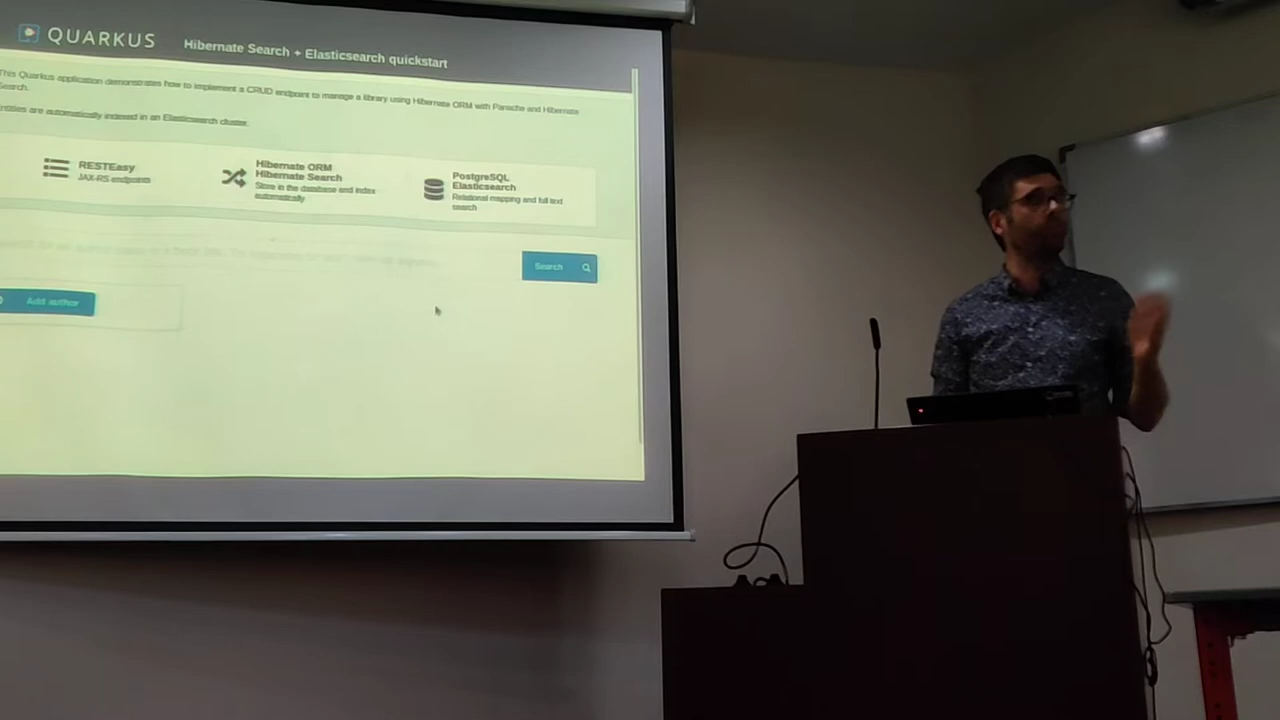 QUARKUS Hibernate Search + Elasticsearch quickstart
This Quarkus application demonstrates how to implement a CRUD endpoint to manage a library using Hibernate ORM with Panache and Hibernate
Search.
Entities are automatically indexed in an Elasticsearch cluster.
RESTEasy
JAX-RS endpoints
Hibernate ORM
Hibernate Search
Store in the database and index
automatically
PostgreSQL
Elasticsearch
Relational mapping and full text
search
Search
Add author